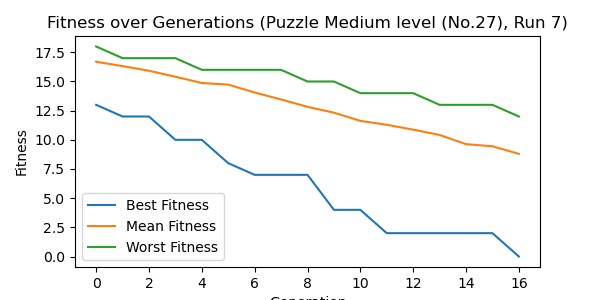 Fitness over Generations (Puzzle Medium level (No.27), Run 7)
17.5
15.0
12.5
10.0
7.5
5.0
2.5
0.0
Fitness
Best Fitness
Mean Fitness
Worst Fitness
0 2 4 6 8 10 12 14 16
Generation